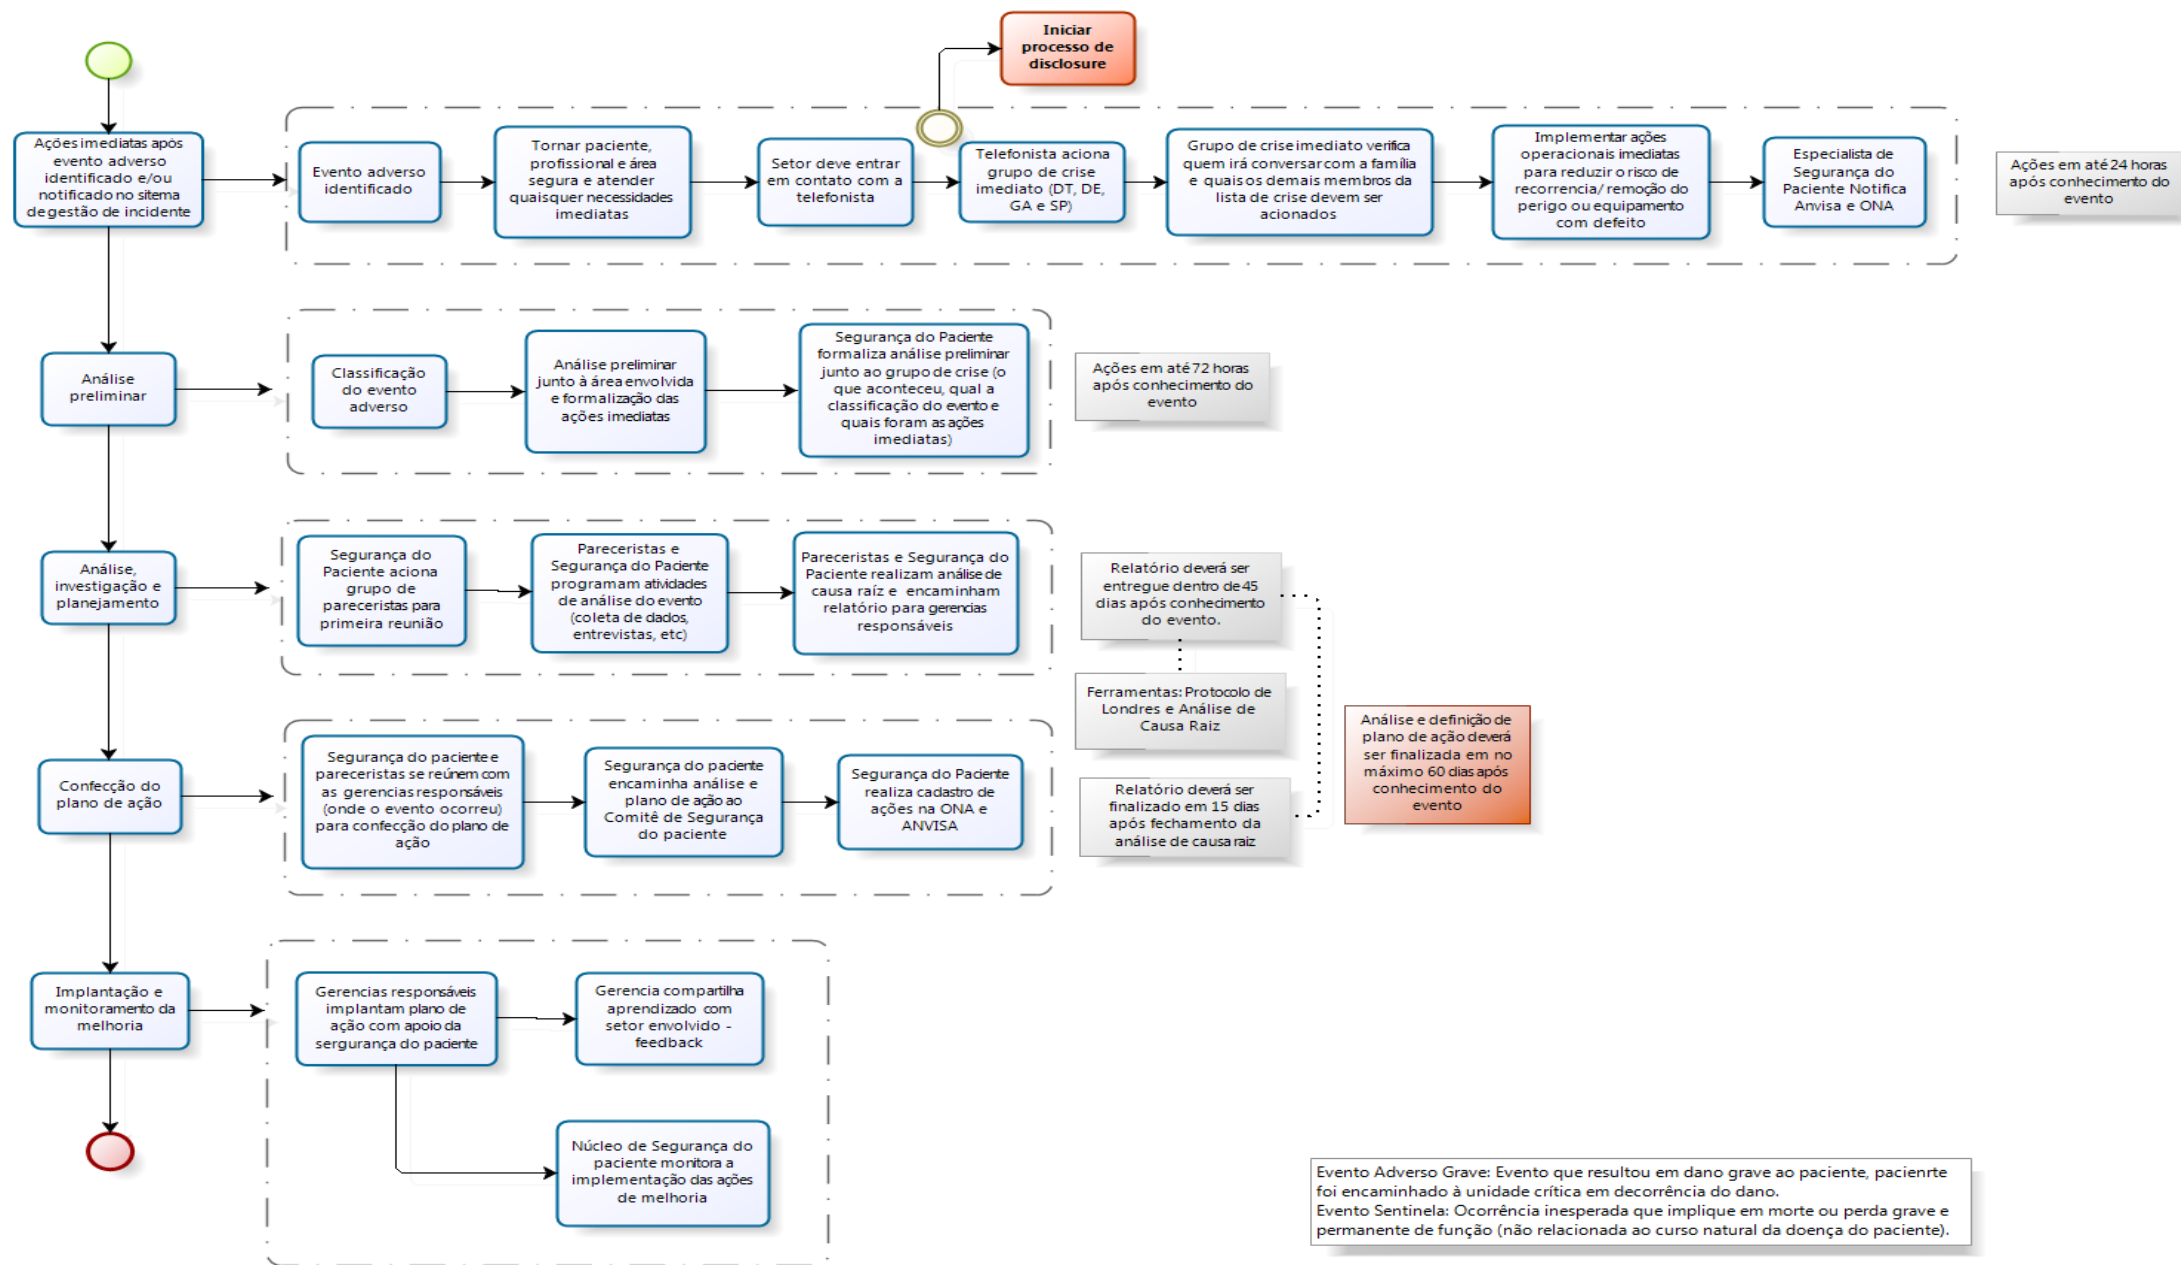 Iniciar
processo de
disclosure
Ações imediatas após
evento adverso
identificado e/ou
notificado no sitema
de gestão de incidente
Evento adverso
identificado
Tornar paciente,
profissional e área
segura e atender
quaisquer necessidades
imediatas
Setor deve entrar
em contato com a
telefonista
Telefonista aciona
grupo de crise
imediato (DT, DE,
GA e SP)
Grupo de crise imediato verifica
quem irá conversar com a família
e quais os demais membros da
lista de crise devem ser
acionados
Implementar ações
operacionais imediatas
para reduzir o risco de
recorrencia/ remoção do
perigo ou equipamento
com defeito
Especialista de
Segurança do
Paciente Notifica
Anvisa e ONA
Ações em até 24 horas
após conhecimento do
evento
Análise
preliminar
Classificação
do evento
adverso
Análise preliminar
junto à área envolvida
e formalização das
ações imediatas
Segurança do Paciente
formaliza análise preliminar
junto ao grupo de crise (o
que aconteceu, qual a
classificação do evento e
quais foram as ações
imediatas)
Ações em até 72 horas
após conhecimento do
evento
Análise,
investigação e
planejamento
Segurança do
Paciente aciona
grupo de
pareceristas para
primeira reunião
Pareceristas e
Segurança do Paciente
programam atividades
de análise do evento
(coleta de dados,
entrevistas, etc)
Pareceristas e Segurança do
Paciente realizam análise de
causa raíz e encaminham
relatório para gerencias
responsáveis
Relatório deverá ser
entregue dentro de 45
dias após conhecimento
do evento.
Ferramentas: Protocolo de
Londres e Análise de
Causa Raiz
Confecção do
plano de ação
Segurança do paciente e
pareceristas se reúnem com
as gerencias responsáveis
(onde o evento ocorreu)
para confecção do plano de
ação
Segurança do paciente
encaminha análise e
plano de ação ao
Comitê de Segurança
do paciente
Segurança do Paciente
realiza cadastro de
ações na ONA e
ANVISA
Relatório deverá ser
finalizado em 15 dias
após fechamento da
análise de causa raiz
Análise e definição de
plano de ação deverá
ser finalizada em no
máximo 60 dias após
conhecimento do
evento
Implantação e
monitoramento da
melhoria
Gerencias responsáveis
implantam plano de
ação com apoio da
sergurança do paciente
Gerencia compartilha
aprendizado com
setor envolvido -
feedback
Núcleo de Segurança do
paciente monitora a
implementação das ações
de melhoria
Evento Adverso Grave: Evento que resultou em dano grave ao paciente, pacienrte
foi encaminhado à unidade crítica em decorrência do dano.
Evento Sentinela: Ocorrência inesperada que implique em morte ou perda grave e
permanente de função (não relacionada ao curso natural da doença do paciente).